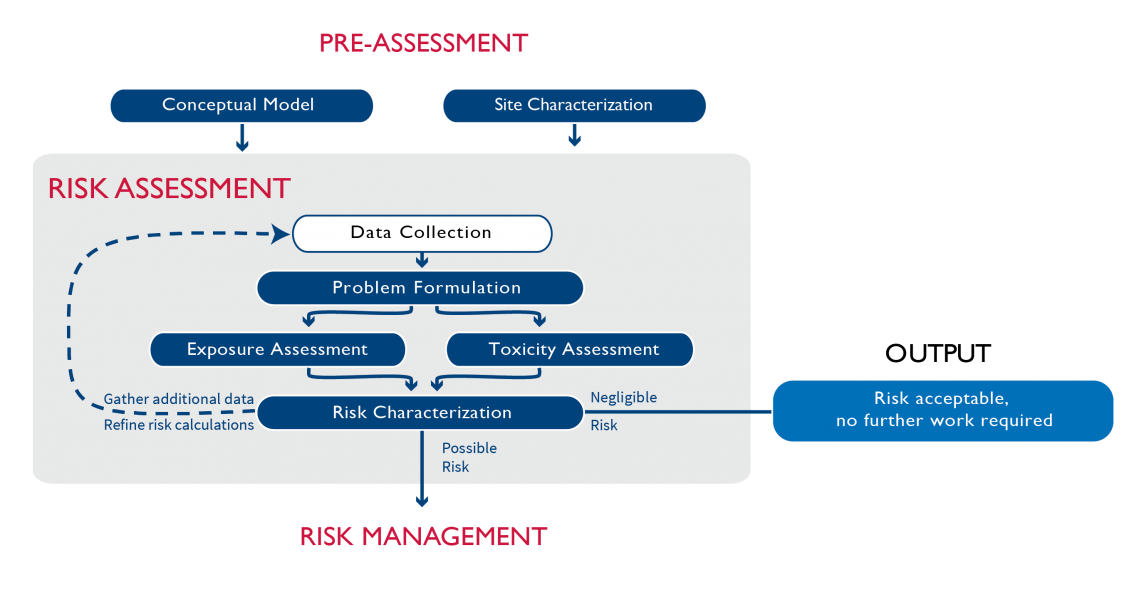 PRE-ASSESSMENT
Conceptual Model
Site Characterization
RISK ASSESSMENT
Data Collection
Problem Formulation
Exposure Assessment
Toxicity Assessment
Gather additional data
Refine risk calculations
Risk Characterization
Negligible
Risk
Possible
Risk
OUTPUT
Risk acceptable,
no further work required
RISK MANAGEMENT